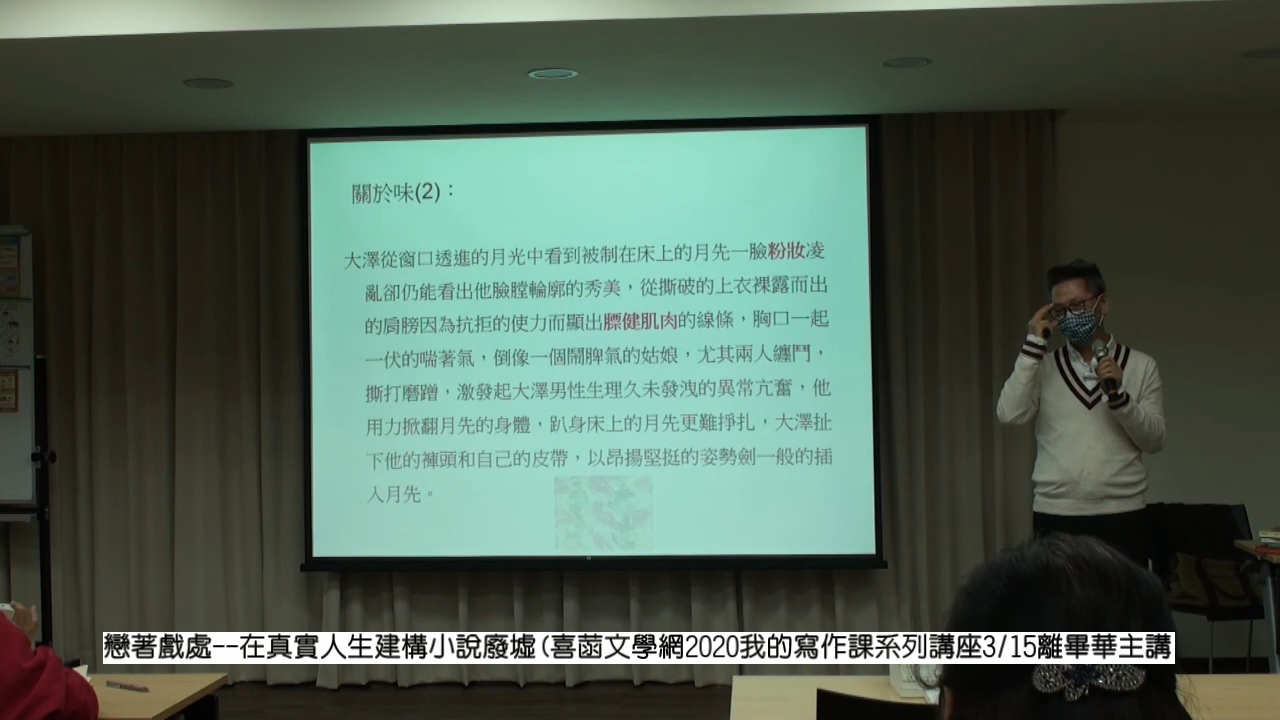 關於味(2)：
大澤從窗口透進的月光中看到被制在床上的月先一臉粉妝凌
亂卻仍能看出他臉膛輪廓的秀美，從撕破的上衣裸露而出
的肩膀因為抗拒的使力而顯出膘健肌肉的線條，胸口一起
一伏的喘著氣，倒像一個鬧脾氣的姑娘，尤其兩人纏鬥，
撕打磨蹭，激發起大澤男性生理久未發洩的異常亢奮，他
用力掀翻月先的身體，趴身床上的月先更難掙扎，大澤扯
下他的褲頭和自己的皮帶，以昂揚堅挺的姿勢劍一般的插
入月先。
戀著戲處--在真實人生建構小說廢墟(喜菡文學網2020我的寫作課系列講座3/15離畢華主講